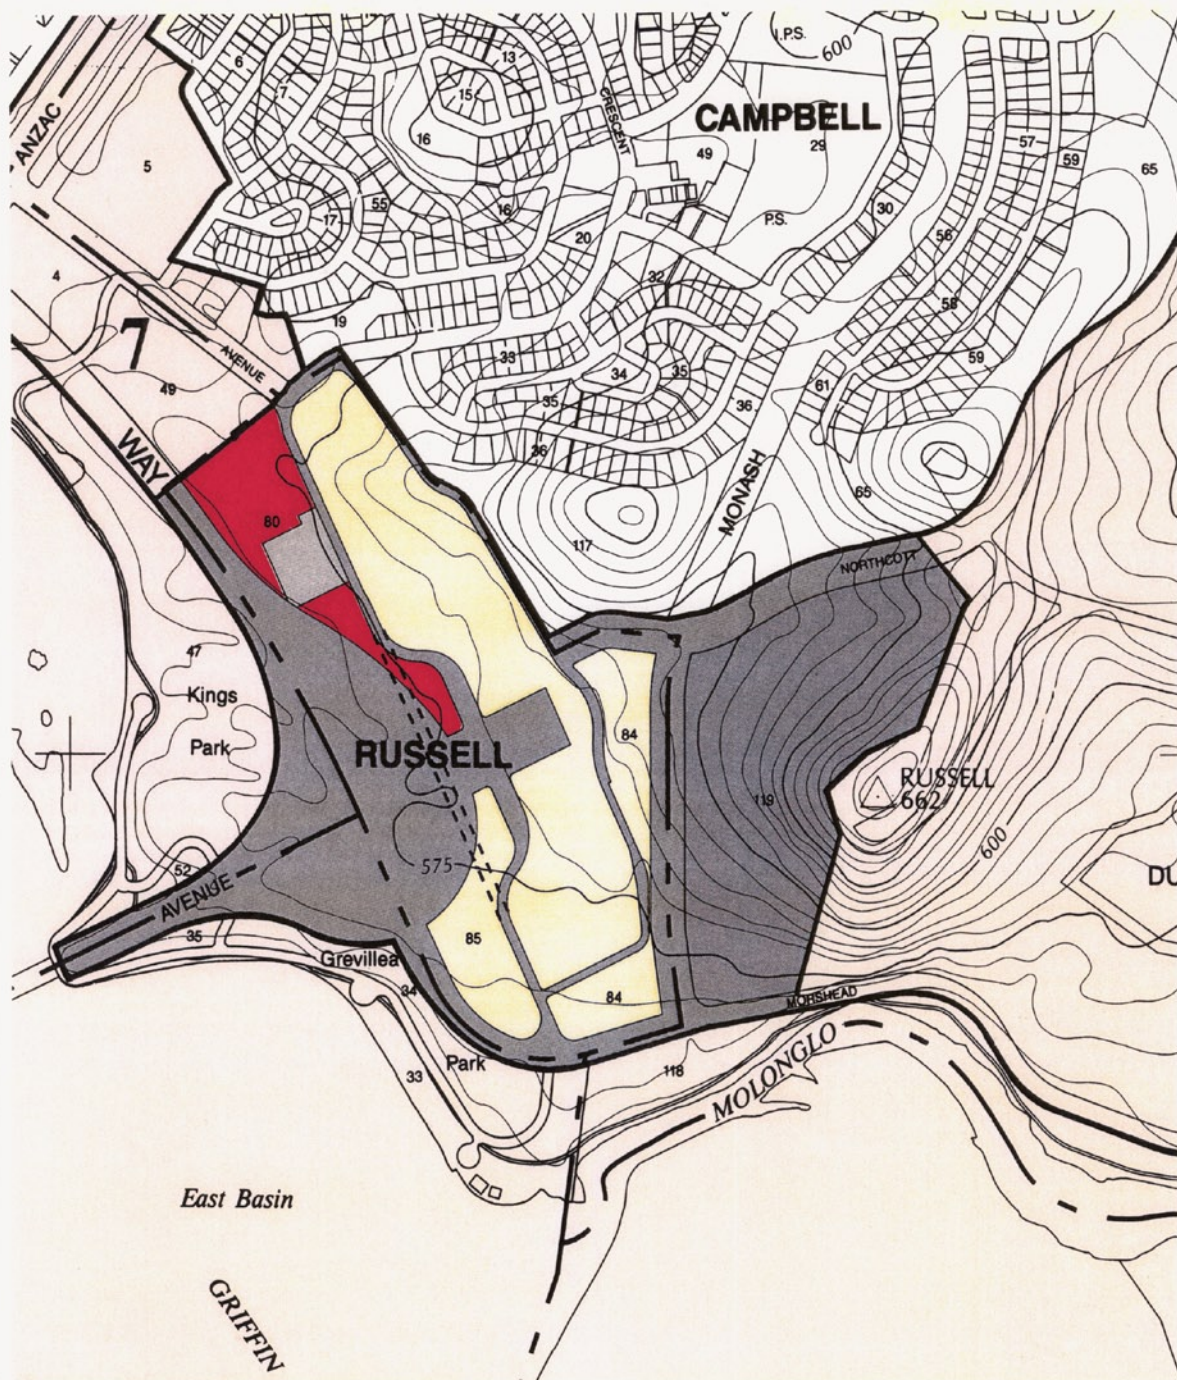 I.P.S.
600
13
6
7
15
ANZAC
CRESCENT
CAMPBELL
16
49
29
57
59
5
65
55
17
16
30
P.S.
20
56
4
32
58
19
7
33
59
AVENUE
34
35
49
61
35
36
WAY
36
MONASH
65
80
117
NORTHCOTT
47
Kings
Park
84
RUSSELL
RUSSELL
662
119
600
575
52
DU
AVENUE
35
85
Grevillea
34
84
MORSHEAD
Park
118
33
MOLONGLO
East Basin
GRIFFIN